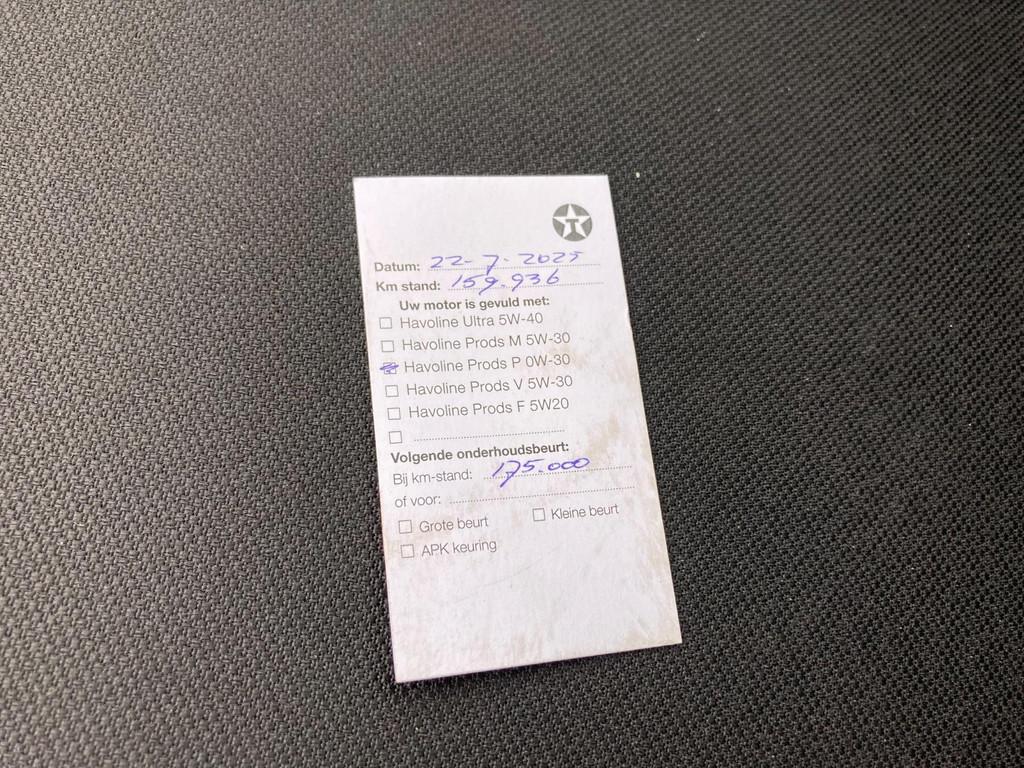 T
Datum: 22-7-2025
Km stand: 159.936
Uw motor is gevuld met:
Havoline Ultra 5W-40
Havoline Prods M 5W-30
Havoline Prods P 0W-30
Havoline Prods V 5W-30
Havoline Prods F 5W20
Volgende onderhoudsbeurt:
Bij km-stand: 175.000
of voor:
Grote beurt Kleine beurt
APK keuring